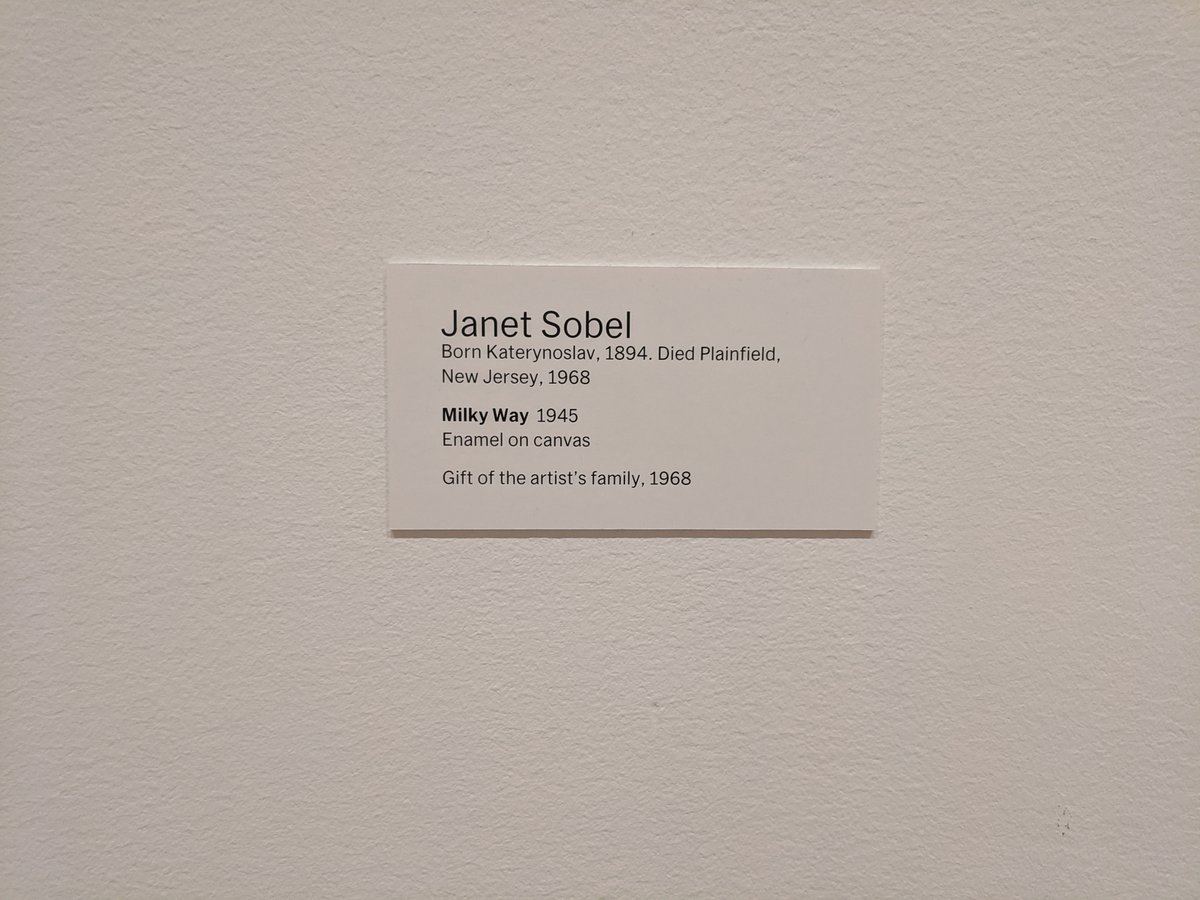 Janet Sobel
Born Katerynoslav, 1894. Died Plainfield,
New Jersey, 1968
Milky Way 1945
Enamel on canvas
Gift of the artist’s family, 1968